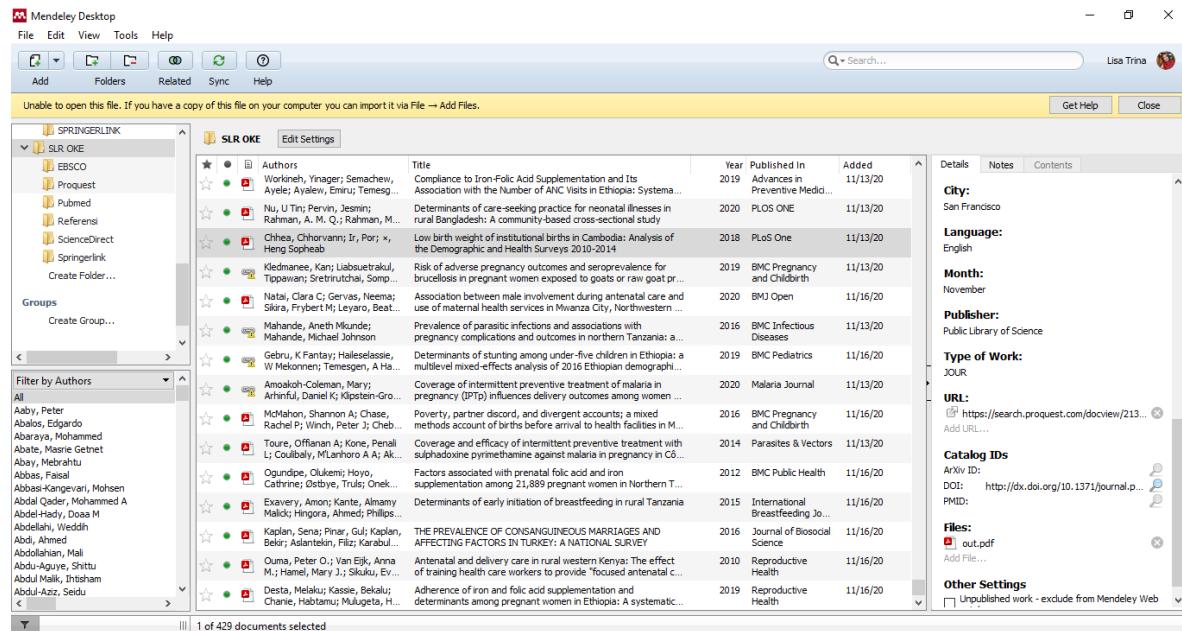 Mendeley Desktop
File Edit View Tools Help
Search...
Lisa Trina
Add Folders Related Sync Help
Unable to open this file. If you have a copy of this file on your computer you can import it via File → Add Files.
Get Help Close
SPRINGERLINK
SLR OKE
EBSCO
Proquest
Pubmed
Referensi
ScienceDirect
Springerlink
Create Folder...
Groups
Create Group...
Filter by Authors
All
Aaby, Peter
Abalos, Edgardo
Abaraya, Mohammed
Abate, Masrie Getnet
Abay, Mebrahtu
Abbas, Faisal
Abbasi-Kangevari, Mohsen
Abdal Qader, Mohammed A
Abdel-Hady, Doaa M
Abdellahi, Weddih
Abdi, Ahmed
Abdollahian, Mali
Abdu-Aguye, Shittu
Abdul Malik, Ihtisham
Abdul-Aziz, Seidu
SLR OKE Edit Settings
Authors Title Year Published In Added
Workineh, Yinager; Semachew, Compliance to Iron-Folic Acid Supplementation and Its 2019 Advances in 11/13/20
Ayele; Ayalew, Emiru; Temesg... Association with the Number of ANC Visits in Ethiopia: Systema... Preventive Medici...
Nu, U Tin; Pervin, Jesmin; Determinants of care-seeking practice for neonatal illnesses in 2020 PLOS ONE 11/13/20
Rahman, A. M. Q.; Rahman, M... rural Bangladesh: A community-based cross-sectional study
Chhea, Chhorvann; Ir, Por; ×, Low birth weight of institutional births in Cambodia: Analysis of 2018 PLoS One 11/13/20
Heng Sopheab the Demographic and Health Surveys 2010-2014
Kledmanee, Kan; Liabsuetrakul, Risk of adverse pregnancy outcomes and seroprevalence for 2019 BMC Pregnancy 11/13/20
Tippawan; Sretrirutchai, Somp... brucellosis in pregnant women exposed to goats or raw goat pr... and Childbirth
Natai, Clara C; Gervas, Neema; Association between male involvement during antenatal care and 2020 BMJ Open 11/16/20
Sikira, Frybert M; Leyaro, Beat... use of maternal health services in Mwanza City, Northwestern ...
Mahande, Aneth Mkunde; Prevalence of parasitic infections and associations with 2016 BMC Infectious 11/13/20
Mahande, Michael Johnson pregnancy complications and outcomes in northern Tanzania: a... Diseases
Gebru, K Fantay; Haileselassie, Determinants of stunting among under-five children in Ethiopia: a 2019 BMC Pediatrics 11/16/20
W Mekonnen; Temesgen, A Ha... multilevel mixed-effects analysis of 2016 Ethiopian demographi...
Amoakoh-Coleman, Mary; Coverage of intermittent preventive treatment of malaria in 2020 Malaria Journal 11/13/20
Arhinful, Daniel K; Klipstein-Gro... pregnancy (IPTp) influences delivery outcomes among women ...
McMahon, Shannon A; Chase, Poverty, partner discord, and divergent accounts; a mixed 2016 BMC Pregnancy 11/16/20
Rachel P; Winch, Peter J; Cheb... methods account of births before arrival to health facilities in M... and Childbirth
Toure, Offianan A; Kone, Penali Coverage and efficacy of intermittent preventive treatment with 2014 Parasites & Vectors 11/13/20
L; Coulibaly, M'Lanhoro A A; Ak... sulphadoxine pyrimethamine against malaria in pregnancy in Cô...
Ogundipe, Olukemi; Hoyo, Factors associated with prenatal folic acid and iron 2012 BMC Public Health 11/16/20
Cathrine; Østbye, Truls; Onek... supplementation among 21,889 pregnant women in Northern T...
Exavery, Amon; Kante, Almamy Determinants of early initiation of breastfeeding in rural Tanzania 2015 International 11/16/20
Malick; Hingora, Ahmed; Phillips... Breastfeeding Jo...
Kaplan, Sena; Pinar, Gul; Kaplan, THE PREVALENCE OF CONSANGUINEOUS MARRIAGES AND 2016 Journal of Biosocial 11/16/20
Bekir; Aslantekin, Filiz; Karabul... AFFECTING FACTORS IN TURKEY: A NATIONAL SURVEY Science
Ouma, Peter O.; Van Eijk, Anna Antenatal and delivery care in rural western Kenya: The effect 2010 Reproductive 11/16/20
M.; Hamel, Mary J.; Sikuku, Ev... of training health care workers to provide "focused antenatal c... Health
Desta, Melaku; Kassie, Bekalu; Adherence of iron and folic acid supplementation and 2019 Reproductive 11/16/20
Chanie, Habtamu; Mulugeta, H... determinants among pregnant women in Ethiopia: A systematic... Health
Details Notes Contents
City:
San Francisco
Language:
English
Month:
November
Publisher:
Public Library of Science
Type of Work:
JOUR
URL:
https://search.proquest.com/docview/213...
Add URL...
Catalog IDs
ArXiv ID:
DOI: http://dx.doi.org/10.1371/journal.p...
PMID:
Files:
out.pdf
Add File...
Other Settings
Unpublished work - exclude from Mendeley Web
1 of 429 documents selected